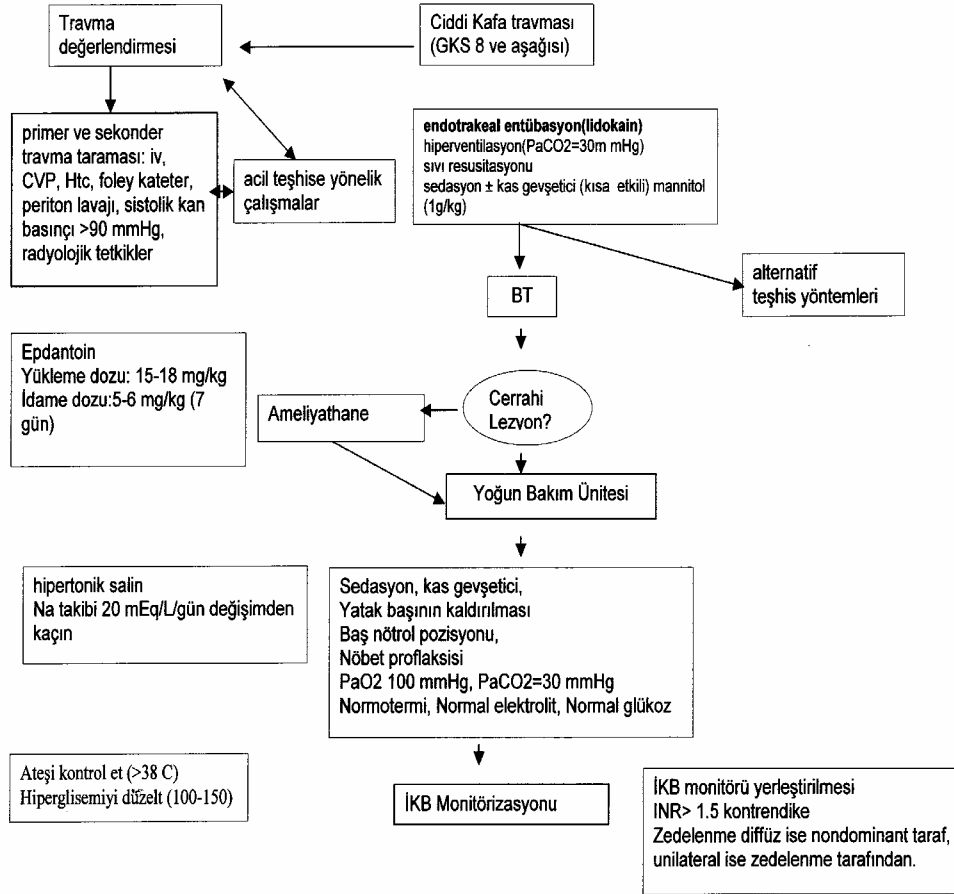 Travma
değerlendirmesi
Ciddi Kafa travması
(GKS 8 ve aşağısı)
primer ve sekonder
travma taraması: iv,
CVP, Htc, foley kateter,
periton lavajı, sistolik kan
basınçı >90 mmHg,
radyolojik tetkikler
acil teşhise yönelik
çalışmalar
endotrakeal entübasyon(lidokain)
hiperventilasyon(PaCO2=30m mHg)
sıvı resusitasyonu
sedasyon ± kas gevşetici (kısa etkili) mannitol
(1g/kg)
BT
alternatif
teşhis yöntemleri
Epdantoin
Yükleme dozu: 15-18 mg/kg
İdame dozu:5-6 mg/kg (7
gün)
Ameliyathane
Cerrahi
Lezyon?
Yoğun Bakım Ünitesi
hipertonik salin
Na takibi 20 mEq/L/gün değişimden
kaçın
Sedasyon, kas gevşetici,
Yatak başının kaldırılması
Baş nötrol pozisyonu,
Nöbet proflaksisi
PaO2 100 mmHg, PaCO2=30 mmHg
Normotermi, Normal elektrolit, Normal glükoz
Ateşi kontrol et (>38 C)
Hiperglisemiyi düzelt (100-150)
İKB Monitörizasyonu
İKB monitörü yerleştirilmesi
INR> 1.5 kontrendike
Zedelenme diffüz ise nondominant taraf,
unilateral ise zedelenme tarafından.